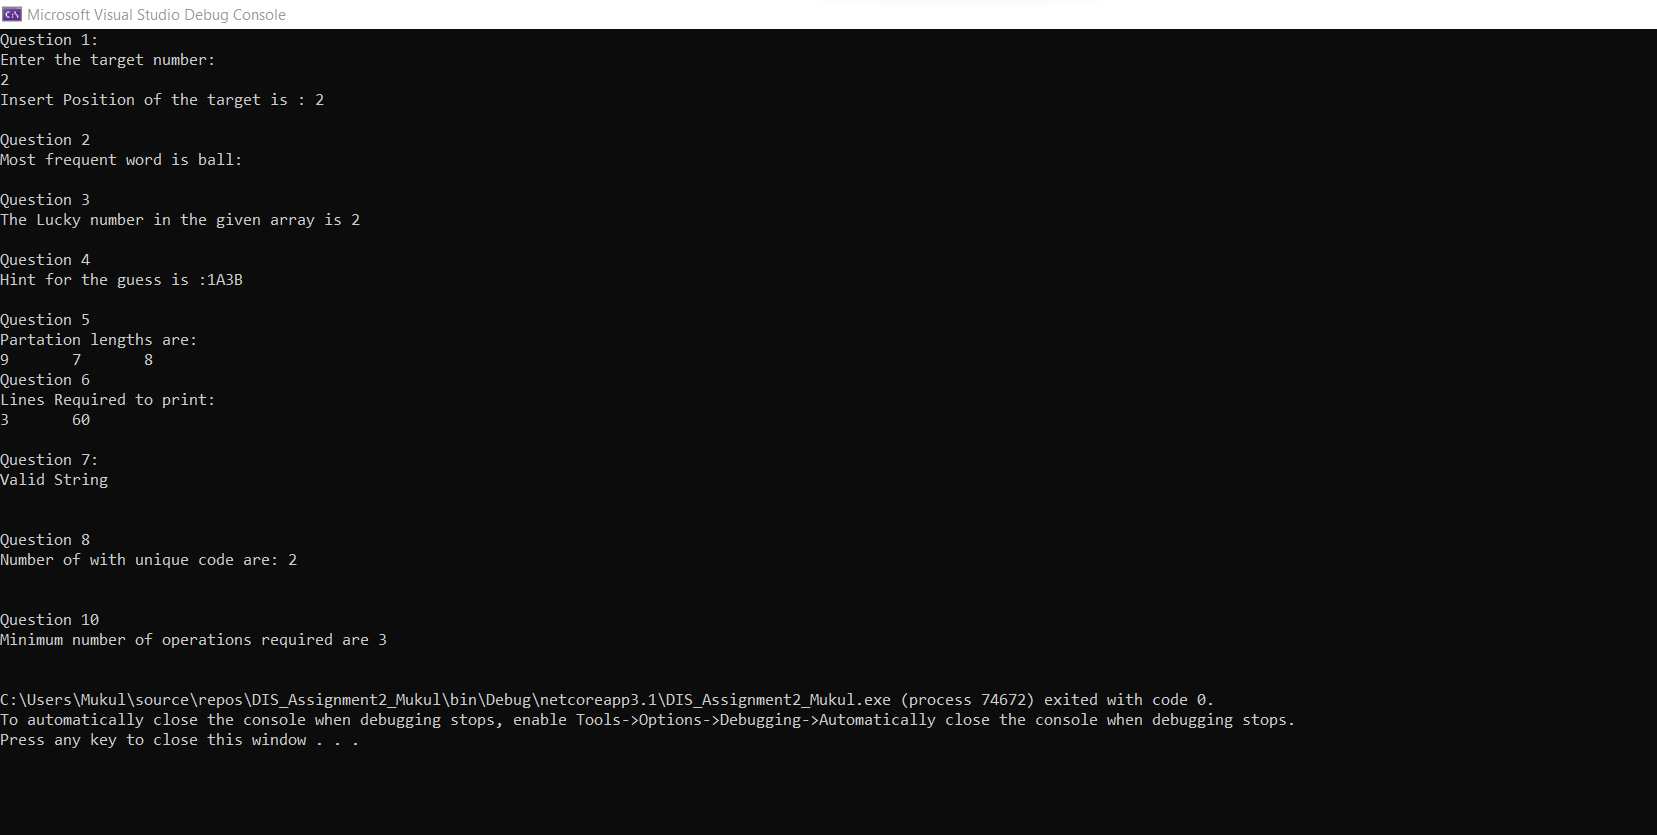 Microsoft Visual Studio Debug Console
Question 1:
Enter the target number:
2
Insert Position of the target is : 2
Question 2
Most frequent word is ball:
Question 3
The Lucky number in the given array is 2
Question 4
Hint for the guess is :1A3B
Question 5
Partation lengths are:
9 7 8
Question 6
Lines Required to print:
3 60
Question 7:
Valid String
Question 8
Number of with unique code are: 2
Question 10
Minimum number of operations required are 3
C:\Users\Mukul\source\repos\DIS_Assignment2_Mukul\bin\Debug\netcoreapp3.1\DIS_Assignment2_Mukul.exe (process 74672) exited with code 0.
To automatically close the console when debugging stops, enable Tools->Options->Debugging->Automatically close the console when debugging stops.
Press any key to close this window . . .